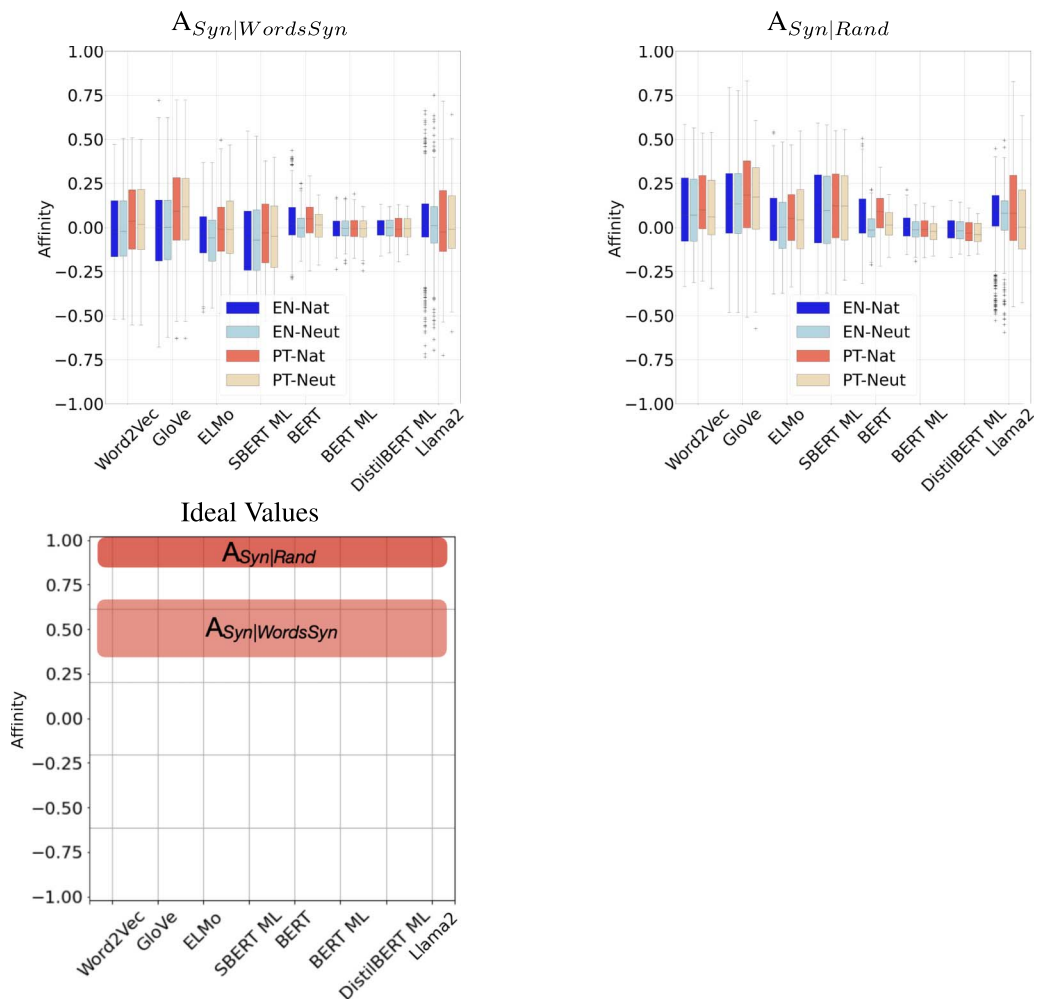 A Syn|WordsSyn
1.00
0.75
0.50
0.25
0.00
−0.25
−0.50
−0.75
−1.00
Affinity
EN-Nat
EN-Neut
PT-Nat
PT-Neut
Word2Vec
GloVe
ELMo
SBERT ML
BERT
BERT ML
DistilBERT ML
Llama2
A Syn|Rand
1.00
0.75
0.50
0.25
0.00
−0.25
−0.50
−0.75
−1.00
Affinity
EN-Nat
EN-Neut
PT-Nat
PT-Neut
Word2Vec
GloVe
ELMo
SBERT ML
BERT
BERT ML
DistilBERT ML
Llama2
Ideal Values
1.00
0.75
0.50
0.25
0.00
−0.25
−0.50
−0.75
−1.00
Affinity
A Syn|Rand
A Syn|WordsSyn
Word2Vec
GloVe
ELMo
SBERT ML
BERT
BERT ML
DistilBERT ML
Llama2